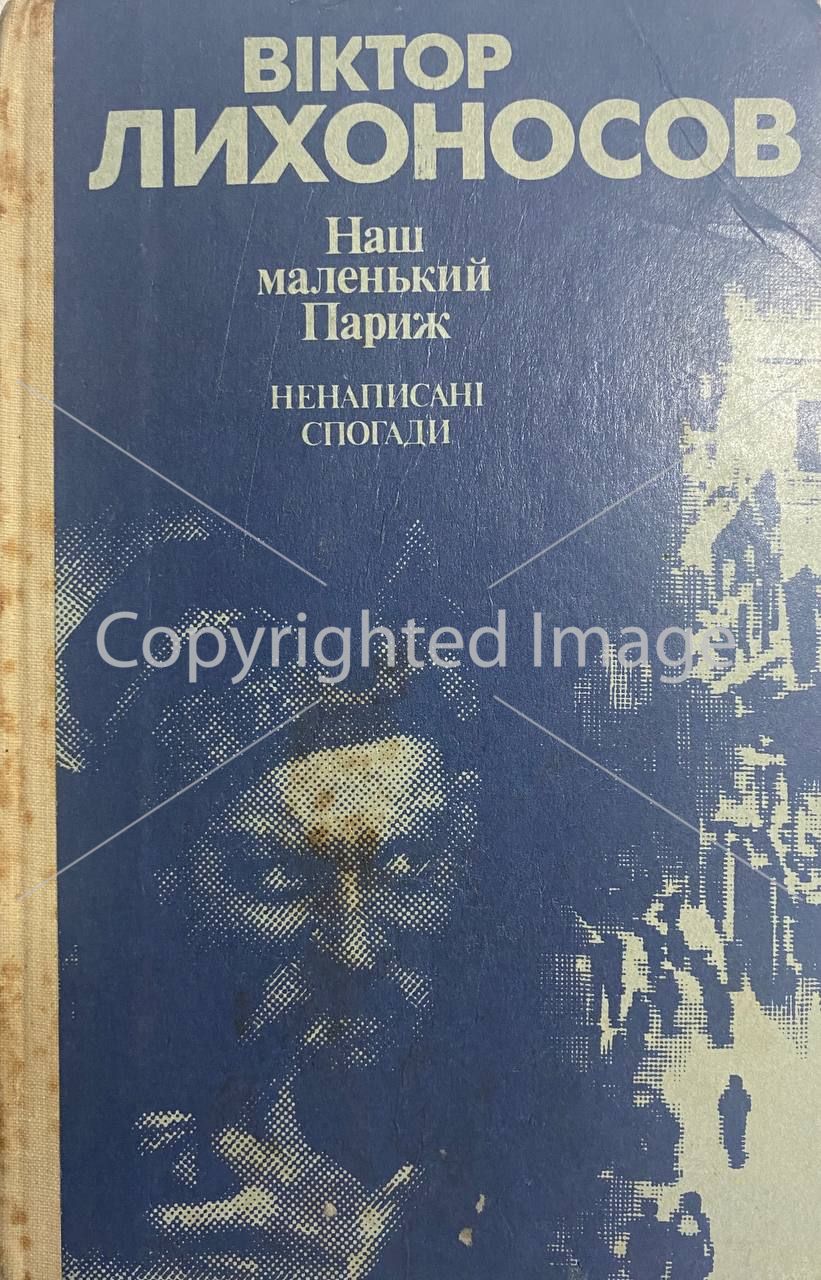 ВІКТОР
ЛИХОНОСОВ
Наш
маленький
Париж
НЕНАПИСАНІ
СПОГАДИ
Copyrighted Image